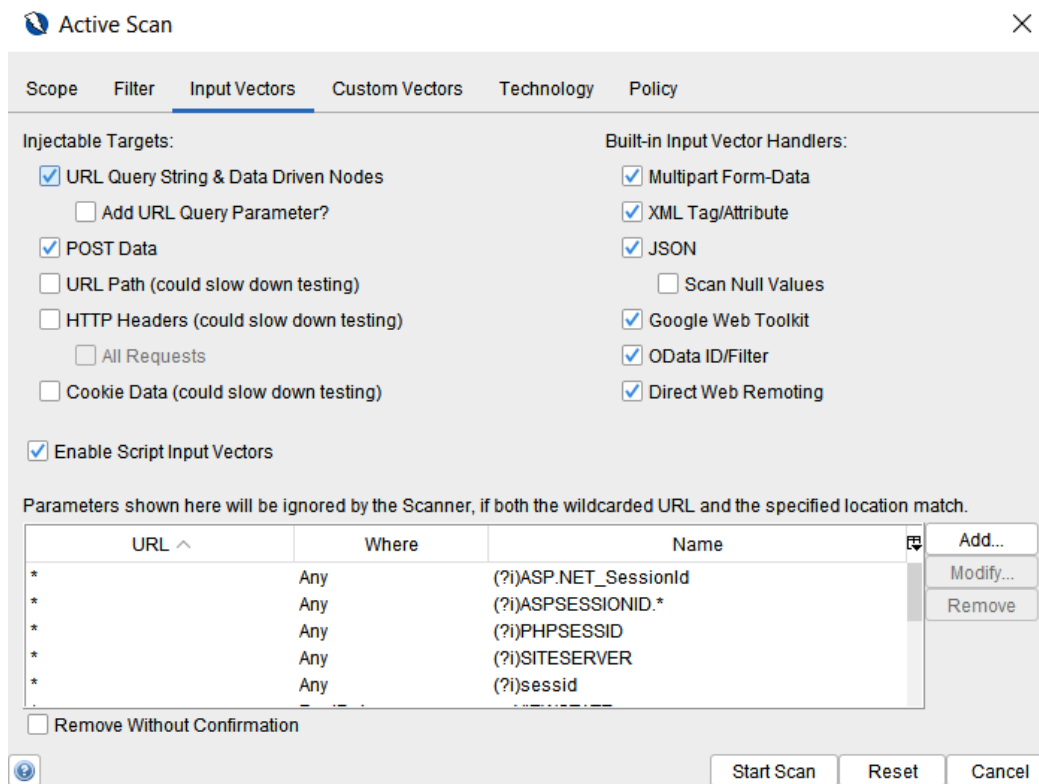 Active Scan
Scope Filter Input Vectors Custom Vectors Technology Policy
Injectable Targets:
URL Query String & Data Driven Nodes
Add URL Query Parameter?
POST Data
URL Path (could slow down testing)
HTTP Headers (could slow down testing)
All Requests
Cookie Data (could slow down testing)
Built-in Input Vector Handlers:
Multipart Form-Data
XML Tag/Attribute
JSON
Scan Null Values
Google Web Toolkit
OData ID/Filter
Direct Web Remoting
Enable Script Input Vectors
Parameters shown here will be ignored by the Scanner, if both the wildcarded URL and the specified location match.
URL Where Name
* Any (?i)ASP.NET_SessionId
* Any (?i)ASPSESSIONID.*
* Any (?i)PHPSESSID
* Any (?i)SITESERVER
* Any (?i)sessid
Add...
Modify...
Remove
Remove Without Confirmation
Start Scan Reset Cancel